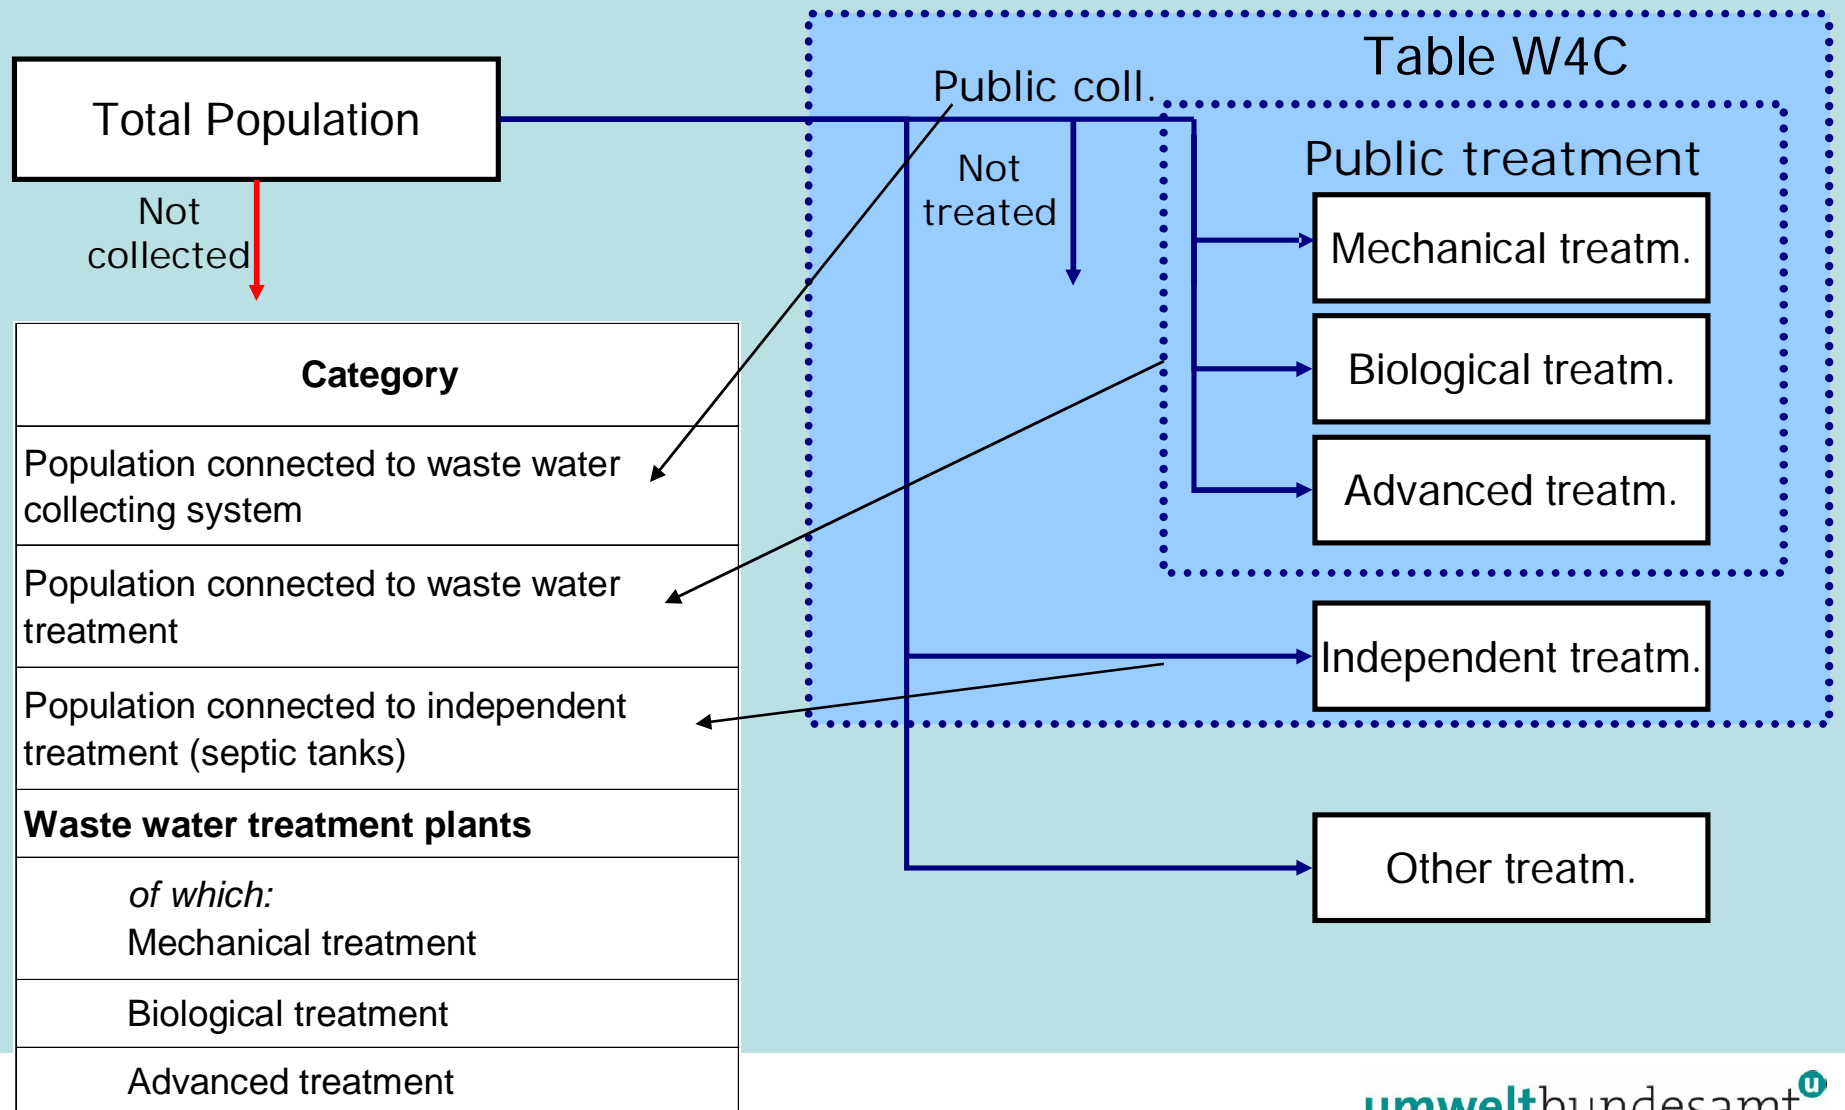 Table W4C
Total Population
Public coll.
Not
collected
Not
treated
Public treatment
Mechanical treatm.
Biological treatm.
Advanced treatm.
Independent treatm.
Other treatm.
Category
Population connected to waste water
collecting system
Population connected to waste water
treatment
Population connected to independent
treatment (septic tanks)
Waste water treatment plants
of which:
Mechanical treatment
Biological treatment
Advanced treatment
umweltbundesamt
u